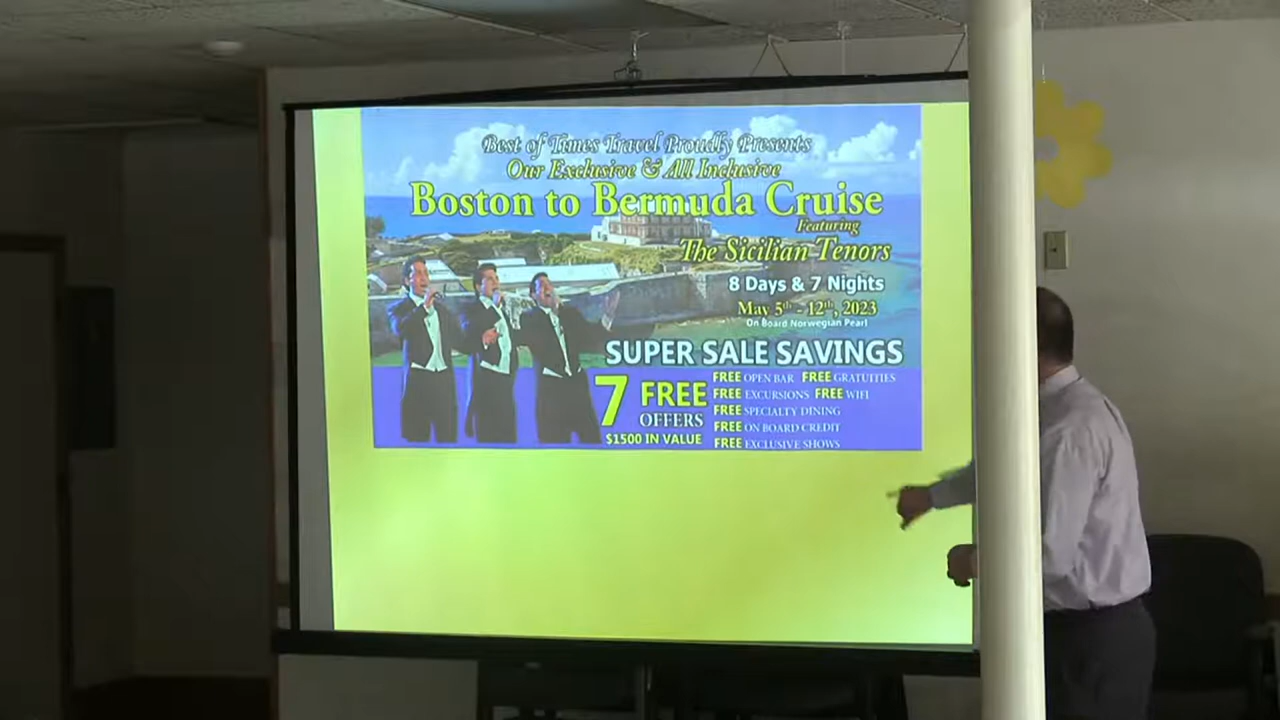 Best of Times Travel Proudly Presents
Our Exclusive & All Inclusive
Boston to Bermuda Cruise
Featuring
The Sicilian Tenors
8 Days & 7 Nights
May 5th - 12th, 2023
On Board Norwegian Pearl
SUPER SALE SAVINGS
7 FREE OFFERS
$1500 IN VALUE
FREE OPEN BAR FREE GRATUITIES
FREE EXCURSIONS FREE WIFI
FREE SPECIALTY DINING
FREE ON BOARD CREDIT
FREE EXCLUSIVE SHOWS